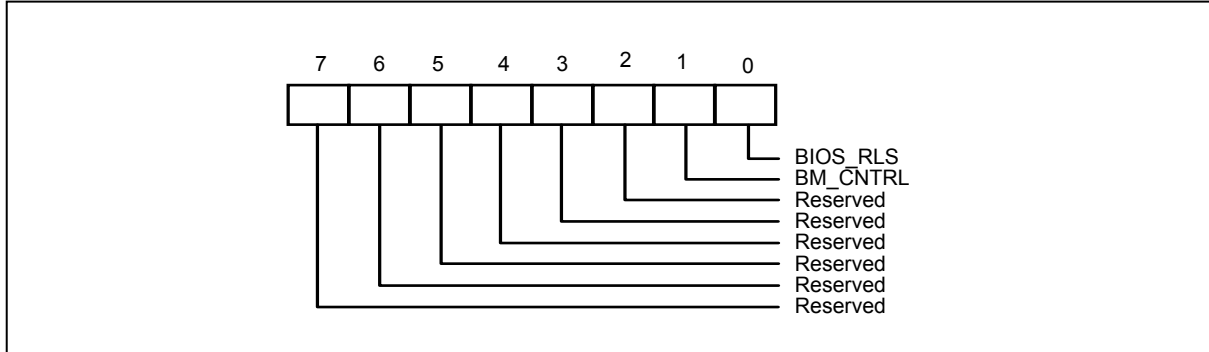 7 6 5 4 3 2 1 0
BIOS_RLS
BM_CNTRL
Reserved
Reserved
Reserved
Reserved
Reserved
Reserved